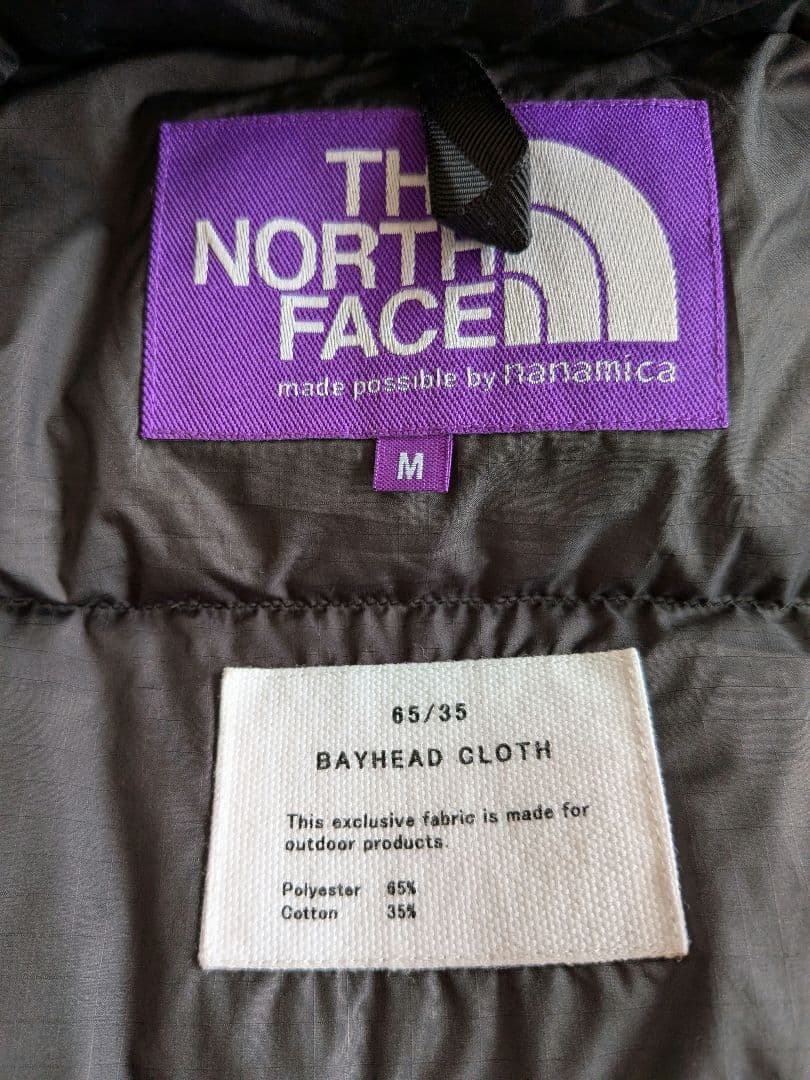 THE
NORTH
FACE
made possible by nanamica
M
65/35
BAYHEAD CLOTH
This exclusive fabric is made for
outdoor products.
Polyester 65%
Cotton 35%